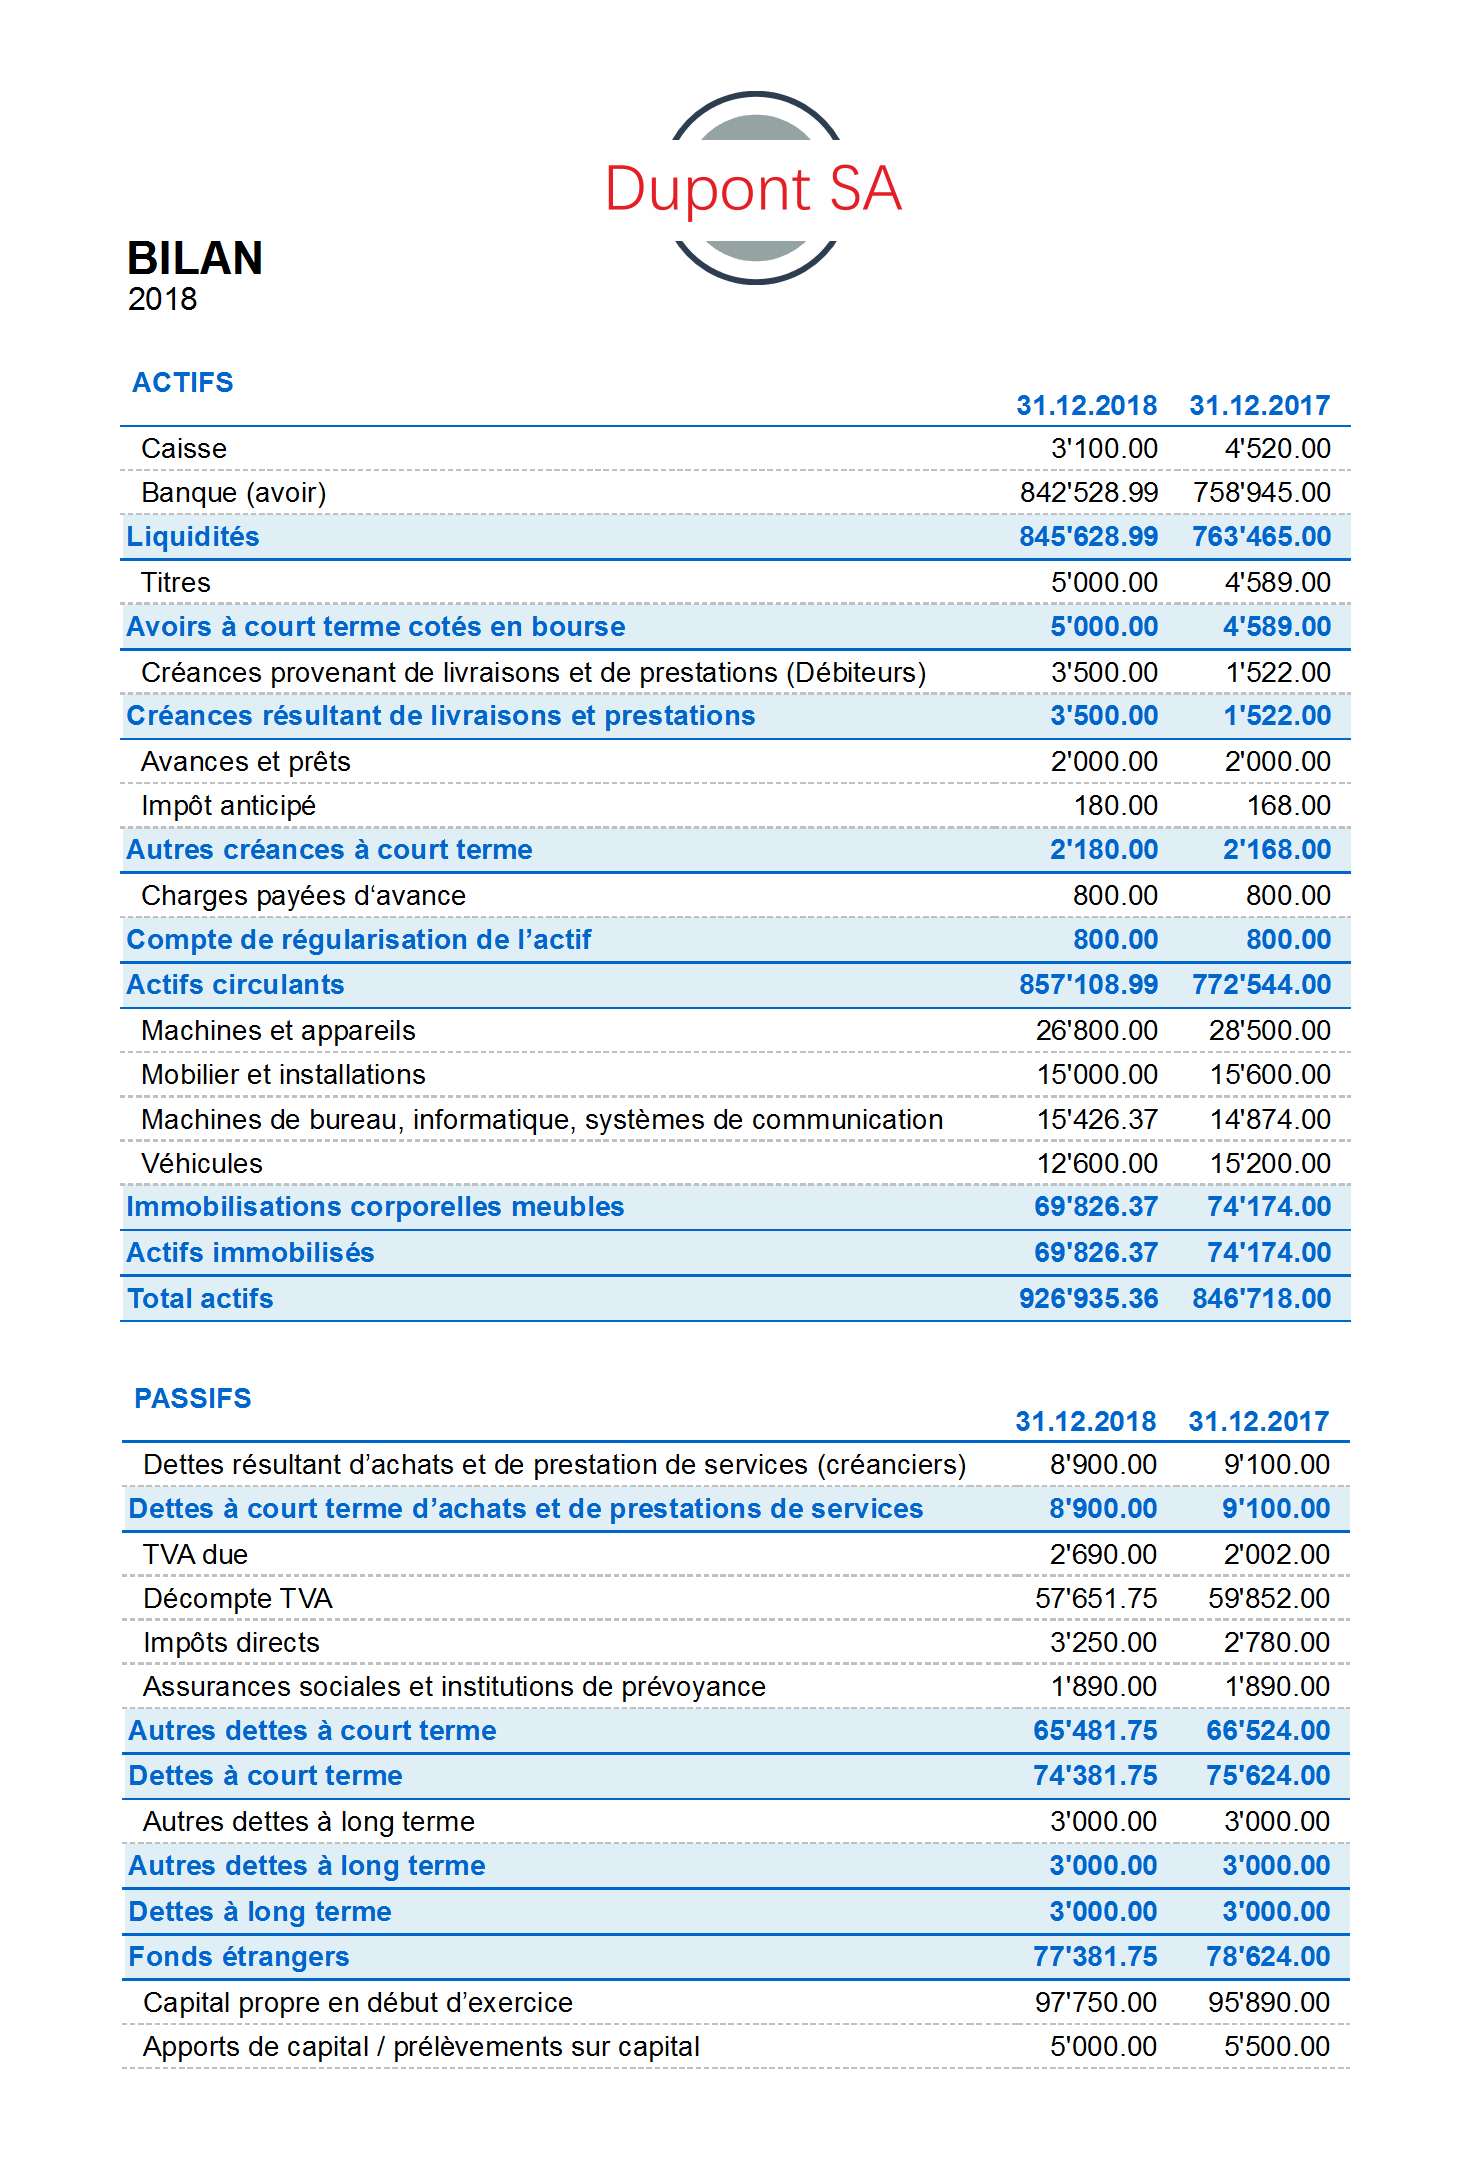 Dupont SA
BILAN
2018
ACTIFS
31.12.2018 31.12.2017
Caisse 3'100.00 4'520.00
Banque (avoir) 842'528.99 758'945.00
Liquidités 845'628.99 763'465.00
Titres 5'000.00 4'589.00
Avoirs à court terme cotés en bourse 5'000.00 4'589.00
Créances provenant de livraisons et de prestations (Débiteurs) 3'500.00 1'522.00
Créances résultant de livraisons et prestations 3'500.00 1'522.00
Avances et prêts 2'000.00 2'000.00
Impôt anticipé 180.00 168.00
Autres créances à court terme 2'180.00 2'168.00
Charges payées d‘avance 800.00 800.00
Compte de régularisation de l’actif 800.00 800.00
Actifs circulants 857'108.99 772'544.00
Machines et appareils 26'800.00 28'500.00
Mobilier et installations 15'000.00 15'600.00
Machines de bureau, informatique, systèmes de communication 15'426.37 14'874.00
Véhicules 12'600.00 15'200.00
Immobilisations corporelles meubles 69'826.37 74'174.00
Actifs immobilisés 69'826.37 74'174.00
Total actifs 926'935.36 846'718.00
PASSIFS
31.12.2018 31.12.2017
Dettes résultant d’achats et de prestation de services (créanciers) 8'900.00 9'100.00
Dettes à court terme d’achats et de prestations de services 8'900.00 9'100.00
TVA due 2'690.00 2'002.00
Décompte TVA 57'651.75 59'852.00
Impôts directs 3'250.00 2'780.00
Assurances sociales et institutions de prévoyance 1'890.00 1'890.00
Autres dettes à court terme 65'481.75 66'524.00
Dettes à court terme 74'381.75 75'624.00
Autres dettes à long terme 3'000.00 3'000.00
Autres dettes à long terme 3'000.00 3'000.00
Dettes à long terme 3'000.00 3'000.00
Fonds étrangers 77'381.75 78'624.00
Capital propre en début d’exercice 97'750.00 95'890.00
Apports de capital / prélèvements sur capital 5'000.00 5'500.00